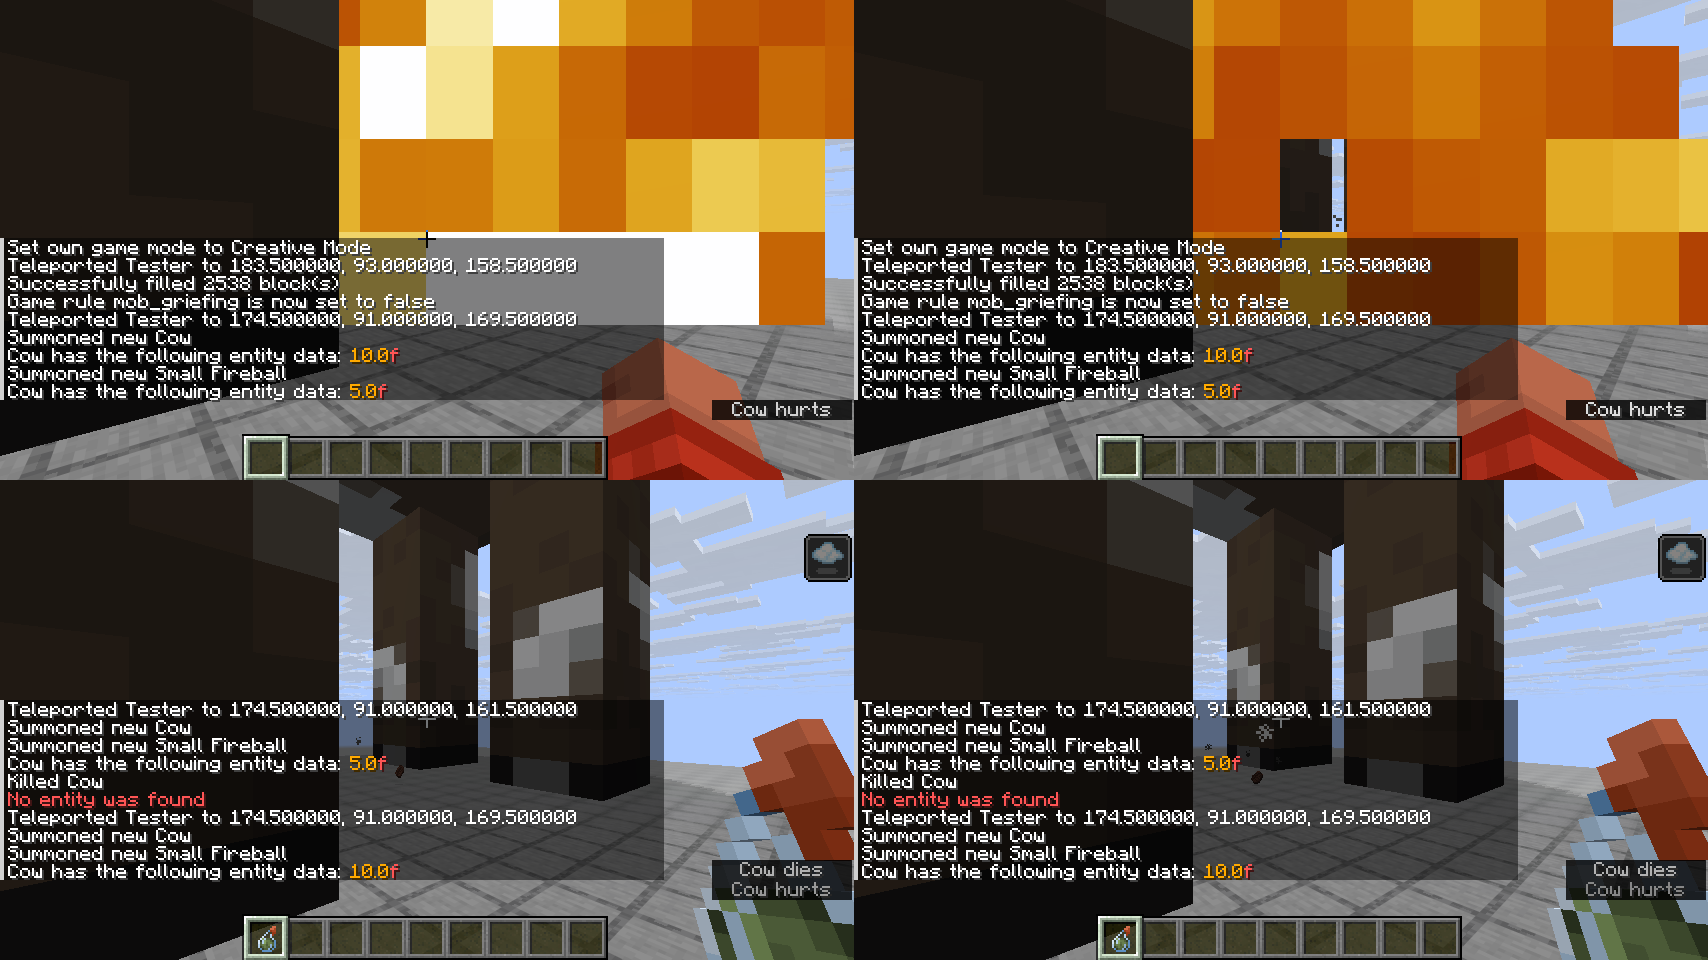 Set own game mode to Creative Mode
Teleported Tester to 183.500000, 93.000000, 158.500000
Successfully filled 2538 block(s)
Game rule mob_griefing is now set to false
Teleported Tester to 174.500000, 91.000000, 169.500000
Summoned new Cow
Cow has the following entity data: 10.0f
Summoned new Small Fireball
Cow has the following entity data: 5.0f
Cow hurts
Set own game mode to Creative Mode
Teleported Tester to 183.500000, 93.000000, 158.500000
Successfully filled 2538 block(s)
Game rule mob_griefing is now set to false
Teleported Tester to 174.500000, 91.000000, 169.500000
Summoned new Cow
Cow has the following entity data: 10.0f
Summoned new Small Fireball
Cow has the following entity data: 5.0f
Cow hurts
Teleported Tester to 174.500000, 91.000000, 161.500000
Summoned new Cow
Summoned new Small Fireball
Cow has the following entity data: 5.0f
Killed Cow
No entity was found
Teleported Tester to 174.500000, 91.000000, 169.500000
Summoned new Cow
Summoned new Small Fireball
Cow has the following entity data: 10.0f
Cow dies
Cow hurts
Teleported Tester to 174.500000, 91.000000, 161.500000
Summoned new Cow
Summoned new Small Fireball
Cow has the following entity data: 5.0f
Killed Cow
No entity was found
Teleported Tester to 174.500000, 91.000000, 169.500000
Summoned new Cow
Summoned new Small Fireball
Cow has the following entity data: 10.0f
Cow dies
Cow hurts